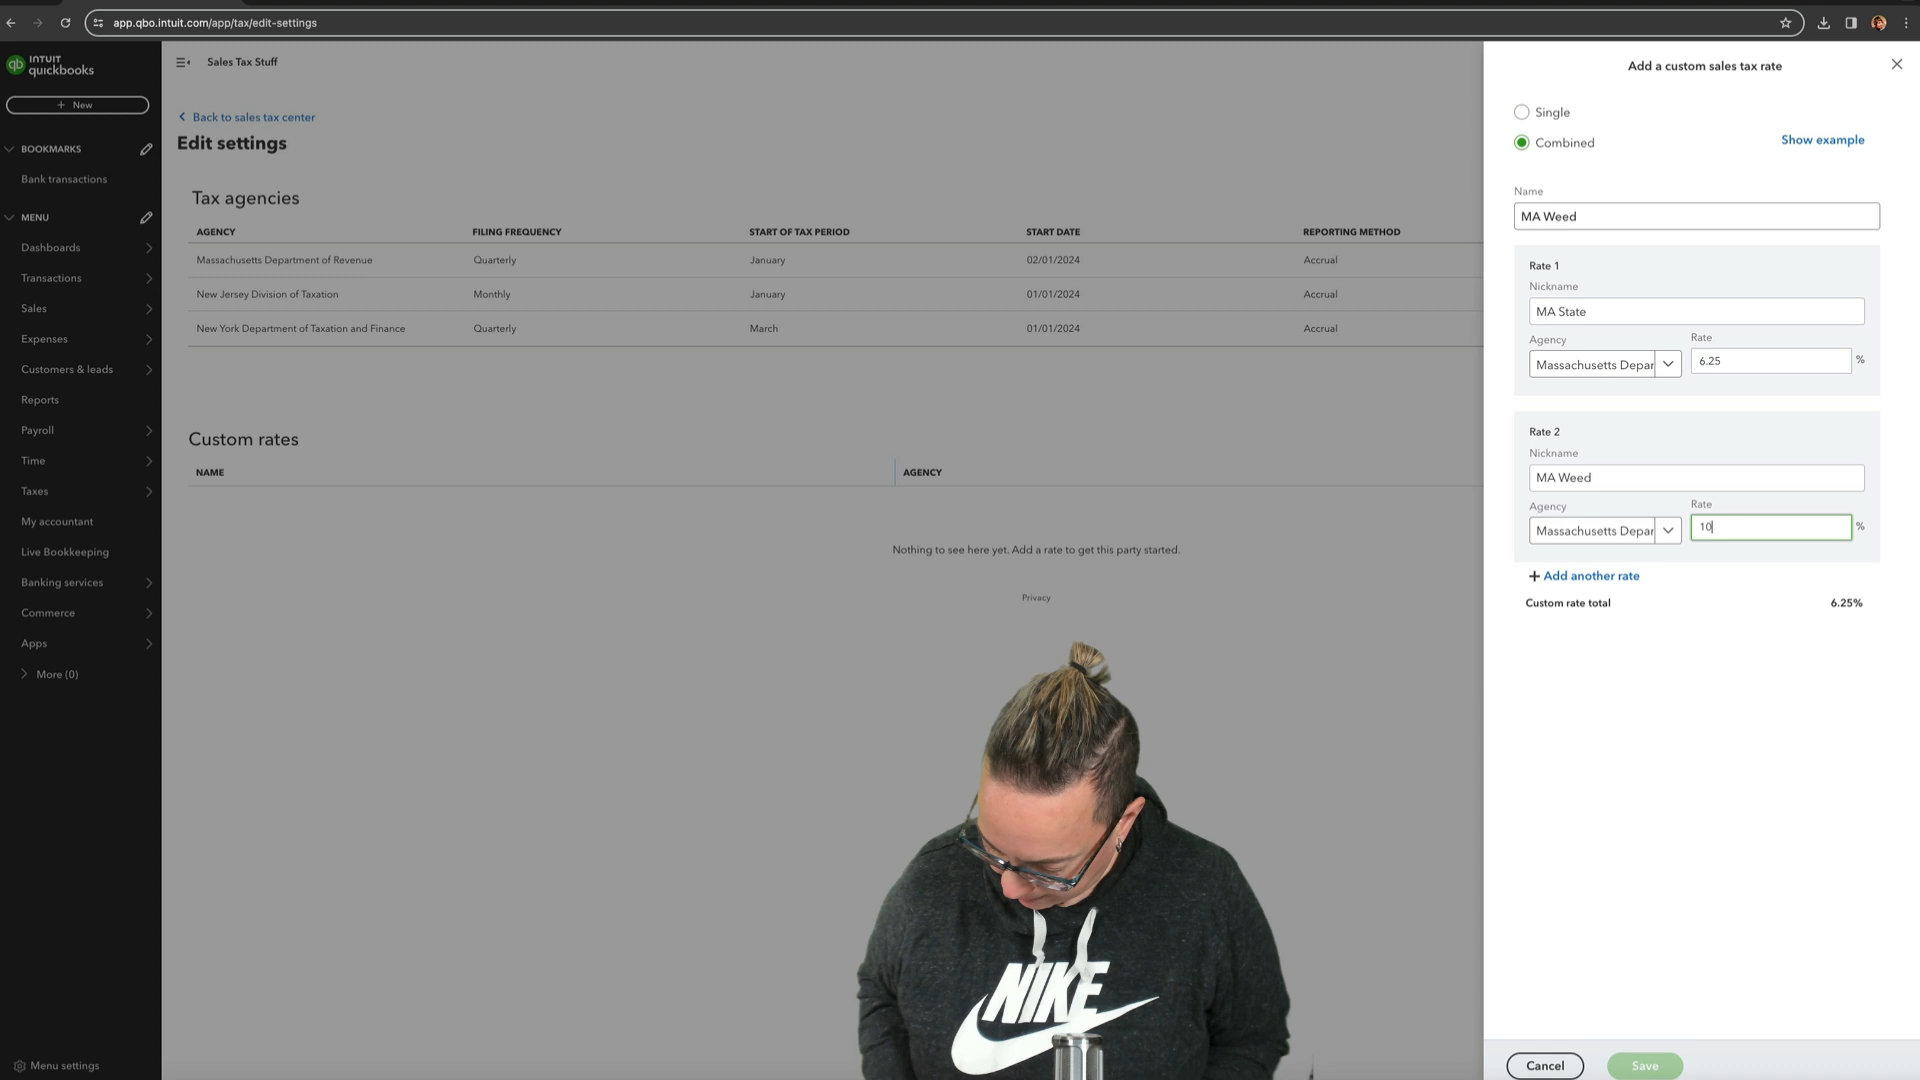 app.qbo.intuit.com/app/tax/edit-settings
qb INTUIT quickbooks
Sales Tax Stuff
+ New
BOOKMARKS
Bank transactions
MENU
Dashboards
Transactions
Sales
Expenses
Customers & leads
Reports
Payroll
Time
Taxes
My accountant
Live Bookkeeping
Banking services
Commerce
Apps
More (0)
Menu settings
Back to sales tax center
Edit settings
Tax agencies
AGENCY FILING FREQUENCY START OF TAX PERIOD START DATE REPORTING METHOD
Massachusetts Department of Revenue Quarterly January 02/01/2024 Accrual
New Jersey Division of Taxation Monthly January 01/01/2024 Accrual
New York Department of Taxation and Finance Quarterly March 01/01/2024 Accrual
Custom rates
NAME AGENCY
Nothing to see here yet. Add a rate to get this party started.
Privacy
NIKE
Add a custom sales tax rate
Single
Combined
Show example
Name
MA Weed
Rate 1
Nickname
MA State
Agency Rate
Massachusetts Depar 6.25 %
Rate 2
Nickname
MA Weed
Agency Rate
Massachusetts Depar 10 %
+ Add another rate
Custom rate total 6.25%
Cancel Save